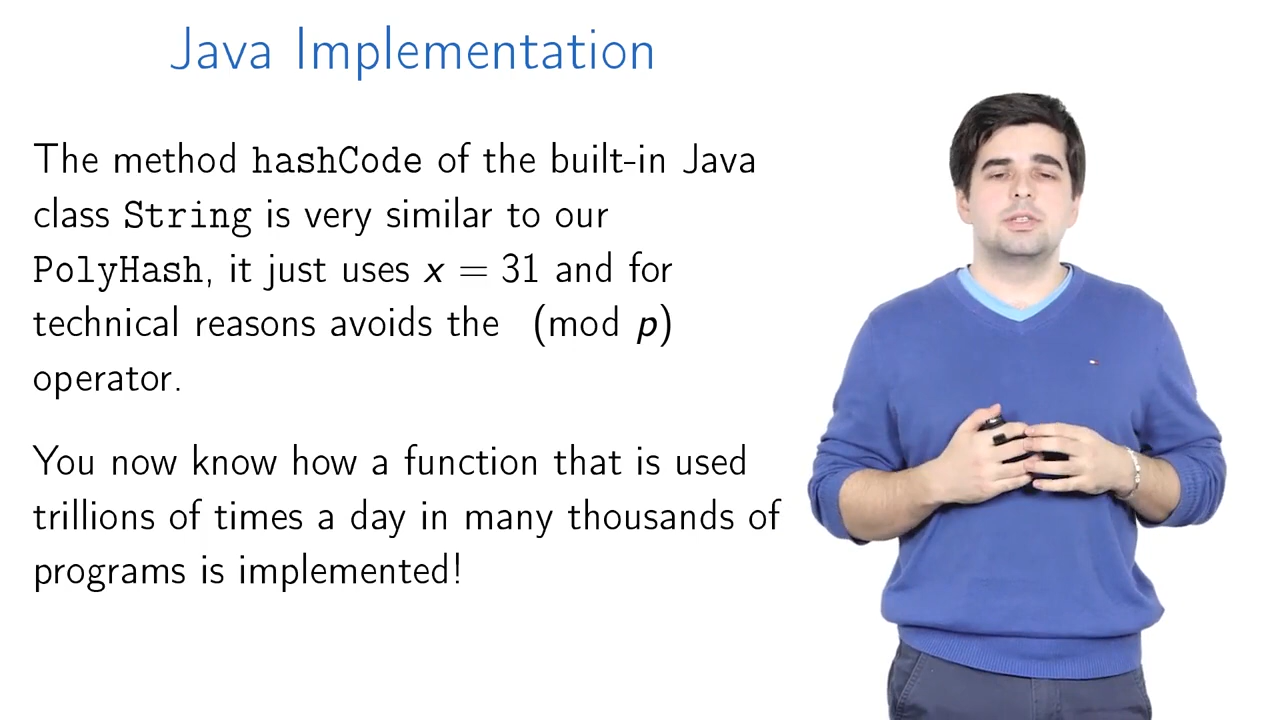 Java Implementation
The method hashCode of the built-in Java
class String is very similar to our
PolyHash, it just uses x = 31 and for
technical reasons avoids the (mod p)
operator.
You now know how a function that is used
trillions of times a day in many thousands of
programs is implemented!